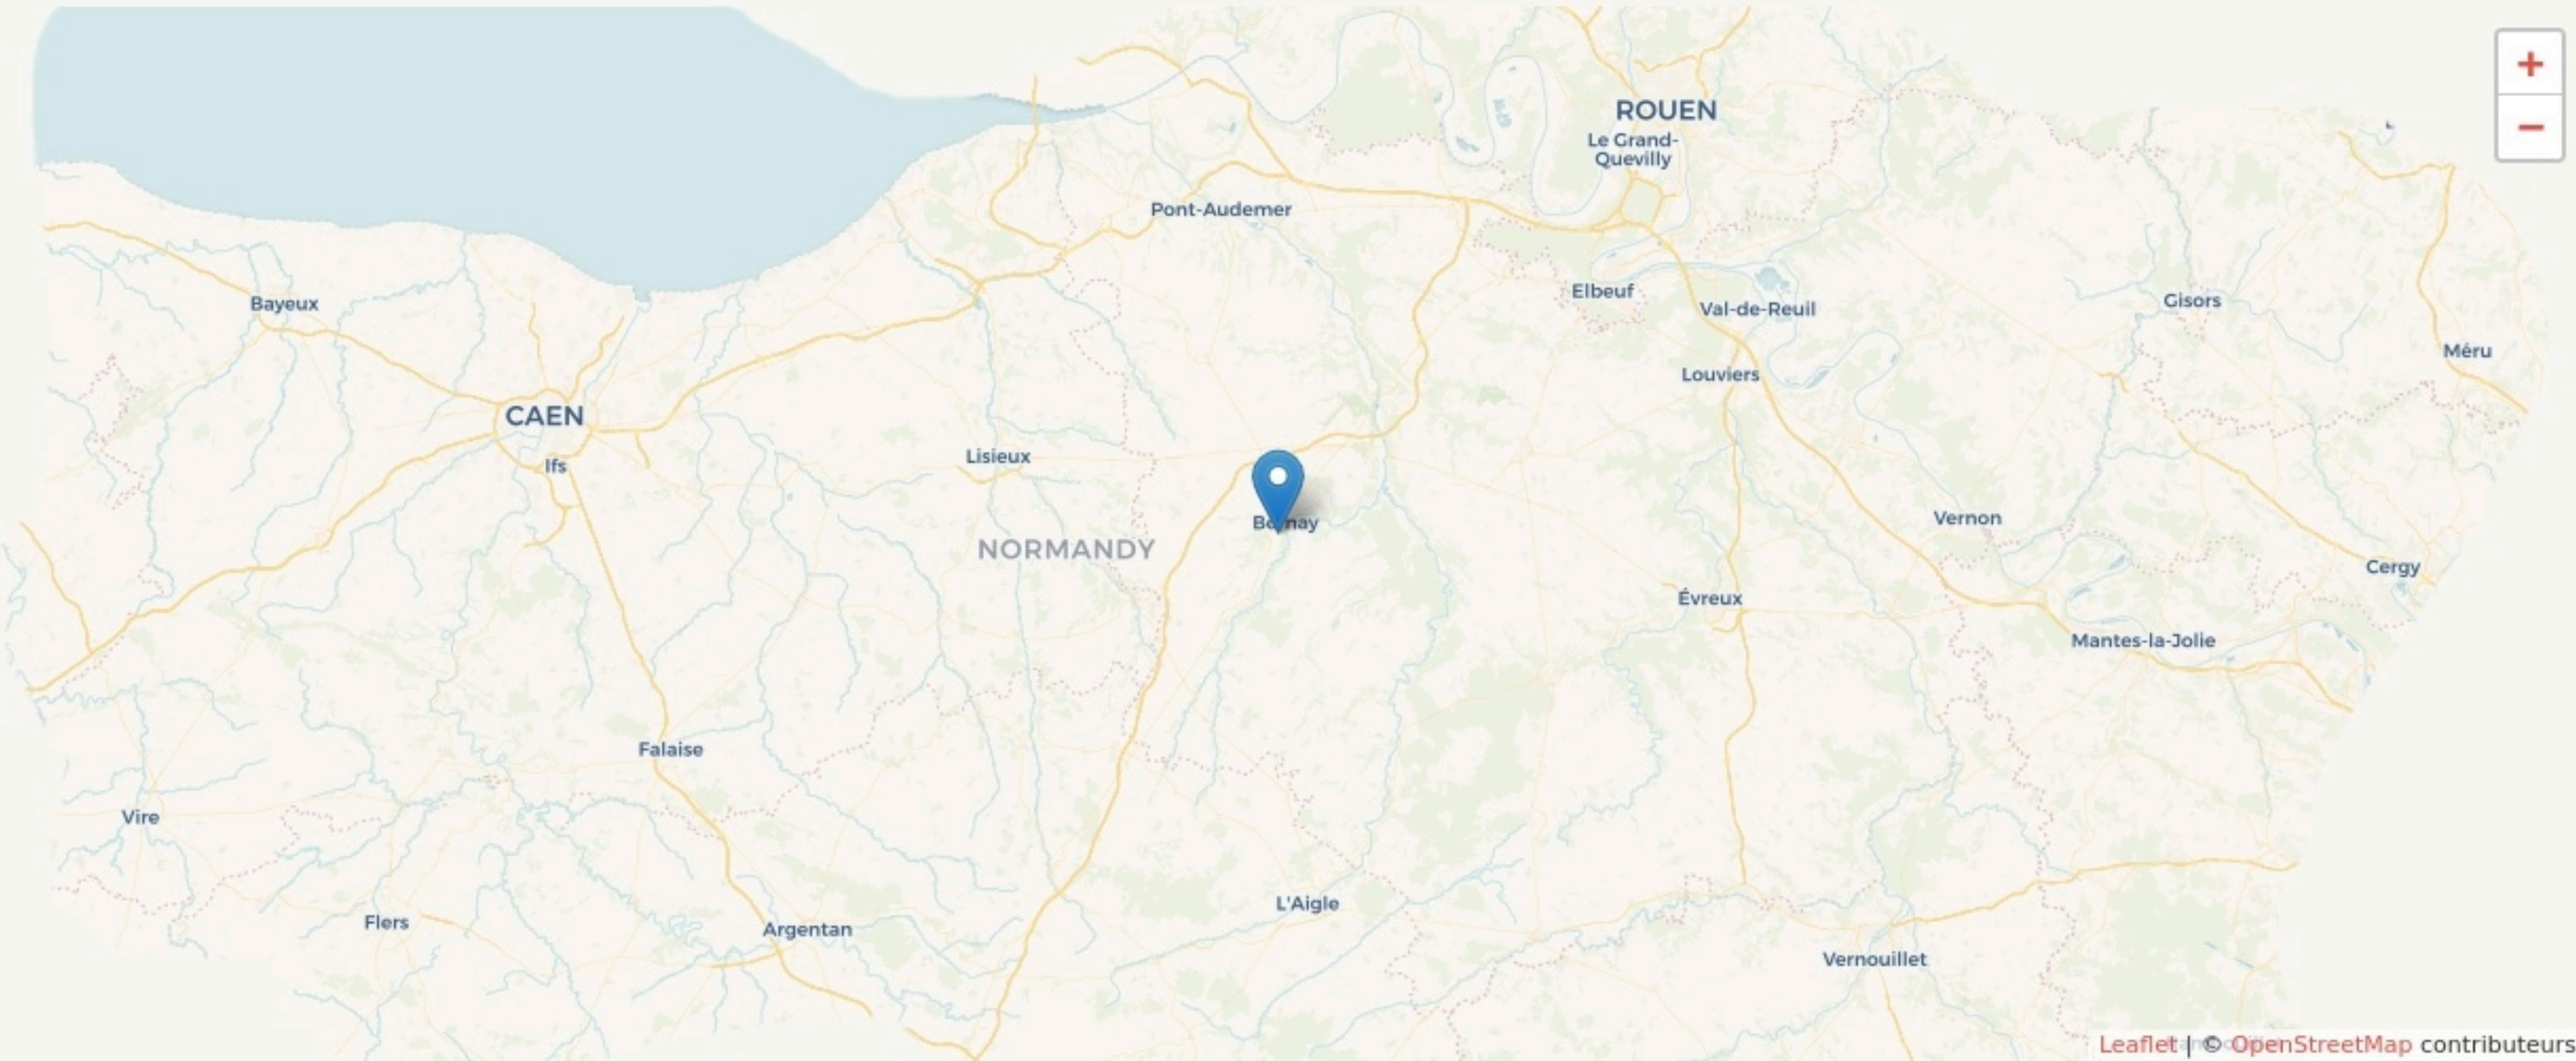 +
−
ROUEN
Le Grand-
Quevilly
Pont-Audemer
Bayeux
Elbeuf
Val-de-Reuil
Gisors
Méru
Louviers
CAEN
Ifs
Lisieux
Bernay
Vernon
NORMANDY
Cergy
Évreux
Mantes-la-Jolie
Falaise
Vire
L'Aigle
Flers
Argentan
Vernouillet
Leaflet | © OpenStreetMap contributeurs